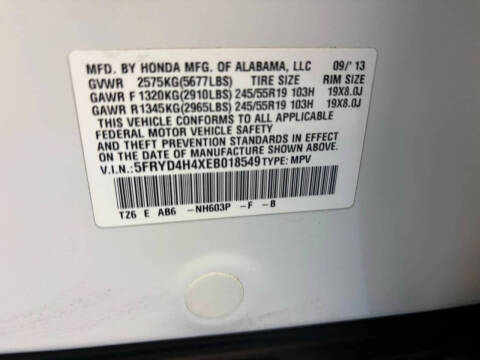 MFD. BY HONDA MFG. OF ALABAMA, LLC 09/'13
GVWR 2575KG(5677LBS) TIRE SIZE RIM SIZE
GAWR F 1320KG(2910LBS) 245/55R19 103H 19X8.0J
GAWR R1345KG(2965LBS) 245/55R19 103H 19X8.0J
THIS VEHICLE CONFORMS TO ALL APPLICABLE
FEDERAL MOTOR VEHICLE SAFETY
AND THEFT PREVENTION STANDARDS IN
EFFECT ON THE DATE OF MANUFACTURE
SHOWN ABOVE.
V.I.N.:5FRYD4H4XEB018549 TYPE: MPV
TZ6 E AB6 -NH603P -F -B